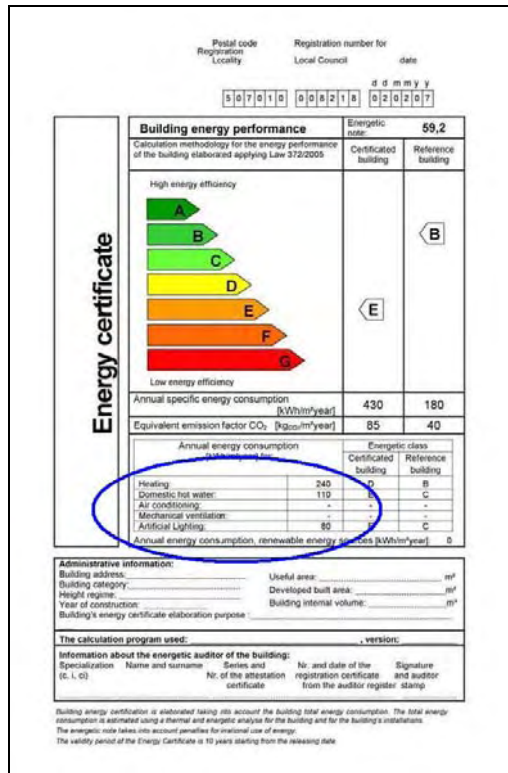 Postal code Registration number for
Registration
Locality Local Council date
d d m m y y
5 0 7 0 1 0 0 0 8 2 1 8 0 2 0 2 0 7
Energy certificate
Building energy performance Energetic note: 59,2
Calculation methodology for the energy performance of the building elaborated applying Law 372/2005 Certificated building Reference building
High energy efficiency
A
B B
C
D
E E
F
G
Low energy efficiency
Annual specific energy consumption [kWh/m²year] 430 180
Equivalent emission factor CO₂ [kgCO₂/m²year] 85 40
Annual energy consumption [kWh/m²year] for Energetic class
Certificated building Reference building
Heating: 240 D B
Domestic hot water: 110 C
Air conditioning: - - -
Mechanical ventilation: - - -
Artificial Lighting: 80 C
Annual energy consumption, renewable energy sources [kWh/m²year]: 0
Administrative information:
Building address: Useful area: m²
Building category: Developed built area: m²
Height regime: Building internal volume: m³
Year of construction:
Building's energy certificate elaboration purpose :
The calculation program used: , version:
Information about the energetic auditor of the building:
Specialization Name and surname Series and Nr. and date of the Signature
(c, i, ci) Nr. of the attestation registration certificate and auditor
certificate from the auditor register stamp
Building energy certification is elaborated taking into account the building total energy consumption. The total energy
consumption is estimated using a thermal and energetic analyse for the building and for the building's installations.
The energetic note takes into account penalties for irrational use of energy.
The validity period of the Energy Certificate is 10 years starting from the releasing date.